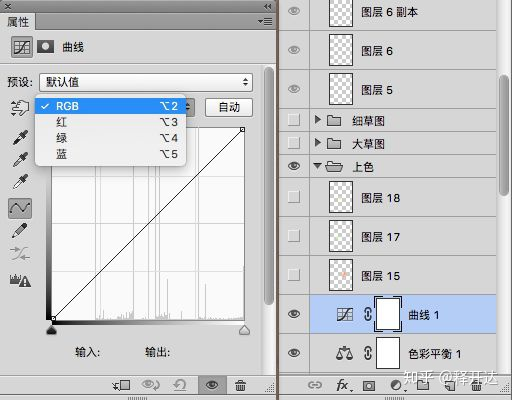 属性
曲线
预设: 默认值
RGB ⌥2
自动
红 ⌥3
绿 ⌥4
蓝 ⌥5
输入: 输出:
图层 6 副本
图层 6
图层 5
细草图
大草图
上色
图层 18
图层 17
图层 15
曲线 1
色彩平衡 1
fx
知乎 @释开达